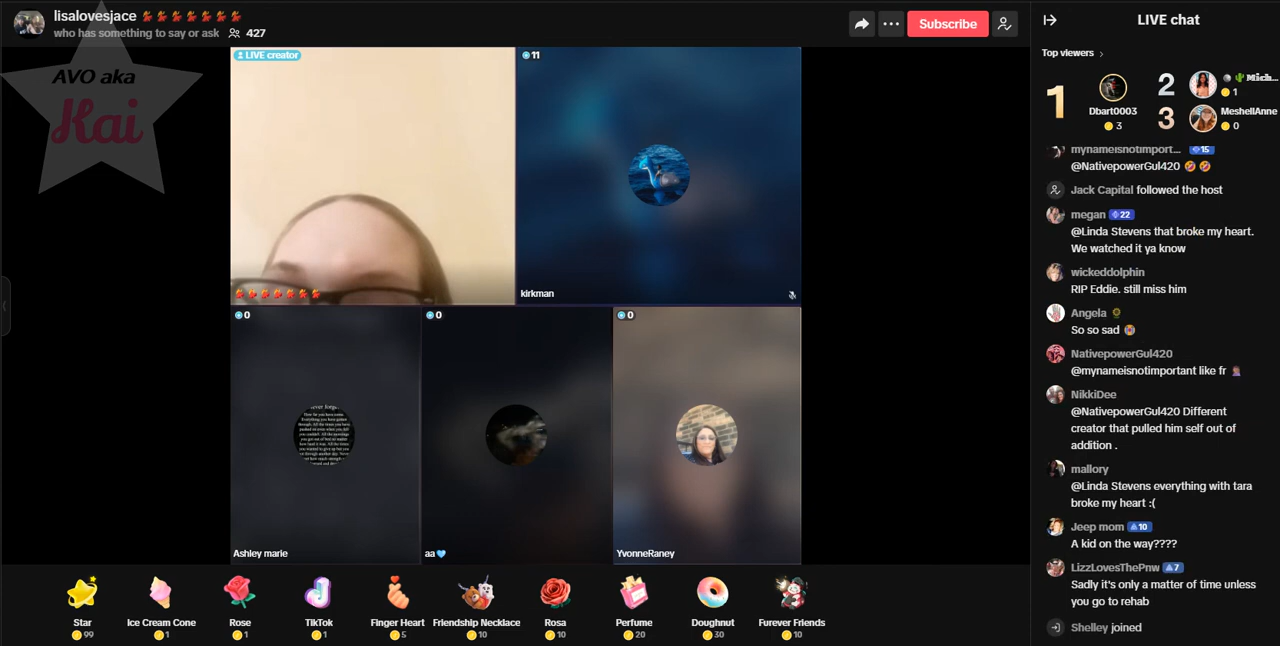 lisalovesjace
who has something to say or ask 427
Subscribe
AVO aka
Kai
LIVE creator
11
kirkman
0
Ashley marie
0
aa
0
YvonneRaney
Star
99
Ice Cream Cone
1
Rose
1
TikTok
1
Finger Heart
5
Friendship Necklace
10
Rosa
10
Perfume
20
Doughnut
30
Furever Friends
10
LIVE chat
Top viewers
1
Dbart0003
3
2
Mich...
1
3
MeshellAnne
0
mynameisnotimport... 15
@NativepowerGul420
Jack Capital followed the host
megan 22
@Linda Stevens that broke my heart.
We watched it ya know
wickeddolphin
RIP Eddie. still miss him
Angela
So so sad
NativepowerGul420
@mynameisnotimportant like fr
NikkiDee
@NativepowerGul420 Different
creator that pulled him self out of
addition .
mallory
@Linda Stevens everything with tara
broke my heart :(
Jeep mom 10
A kid on the way????
LizzLovesThePnw 7
Sadly it's only a matter of time unless
you go to rehab
Shelley joined